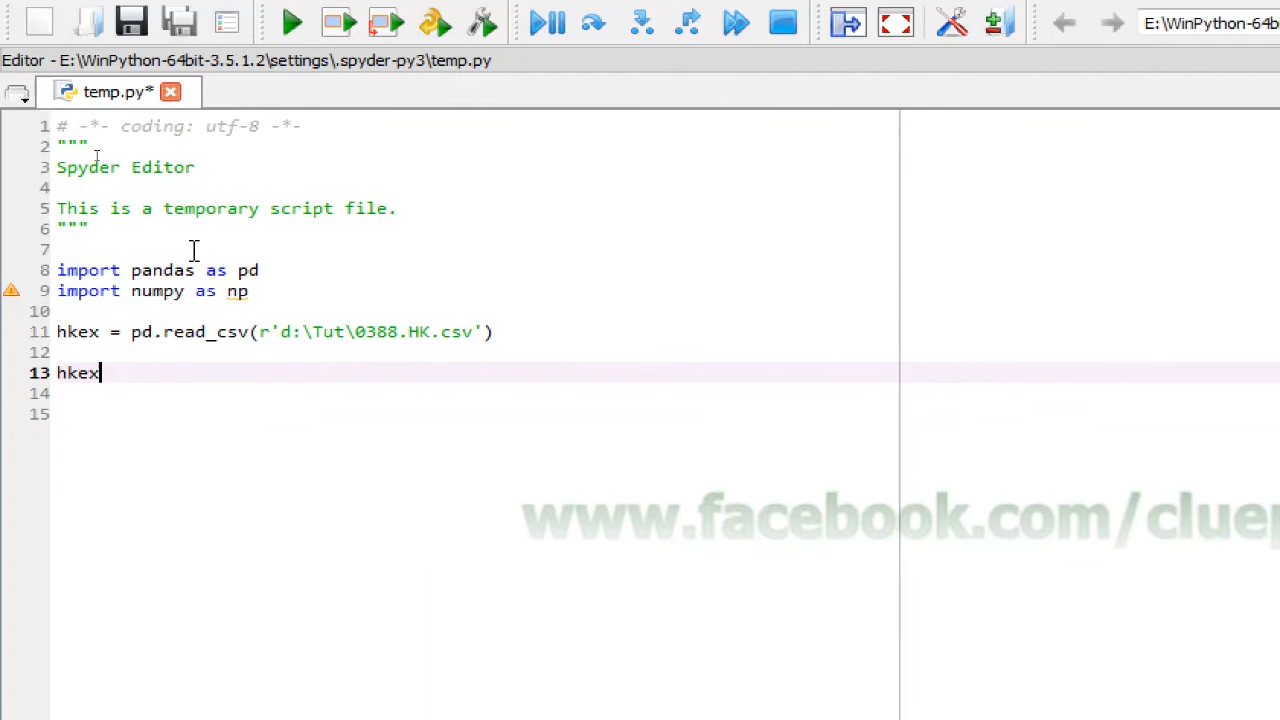 E:\WinPython-64b
Editor - E:\WinPython-64bit-3.5.1.2\settings\.spyder-py3\temp.py
temp.py*
1 # -*- coding: utf-8 -*-
2 """
3 Spyder Editor
4
5 This is a temporary script file.
6 """
7
8 import pandas as pd
9 import numpy as np
10
11 hkex = pd.read_csv(r'd:\Tut\0388.HK.csv')
12
13 hkex
14
15
www.facebook.com/cluep